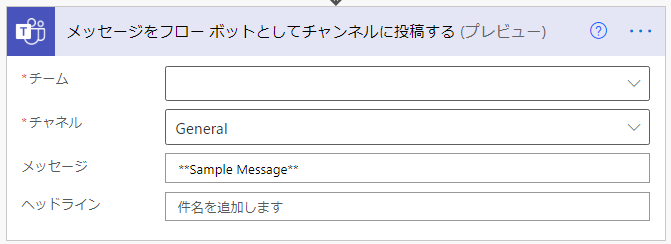 メッセージをフロー ボットとしてチャンネルに投稿する (プレビュー)
*チーム
*チャネル
General
メッセージ
**Sample Message**
ヘッドライン
件名を追加します